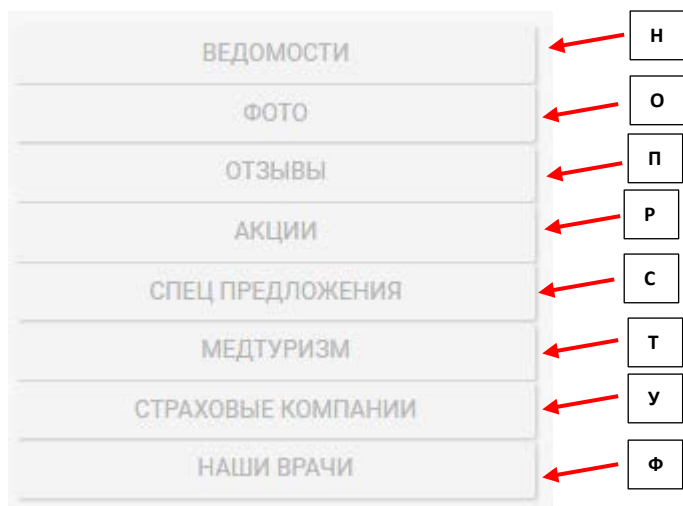 ВЕДОМОСТИ Н
ФОТО О
ОТЗЫВЫ П
АКЦИИ Р
СПЕЦ ПРЕДЛОЖЕНИЯ С
МЕДТУРИЗМ Т
СТРАХОВЫЕ КОМПАНИИ У
НАШИ ВРАЧИ Ф